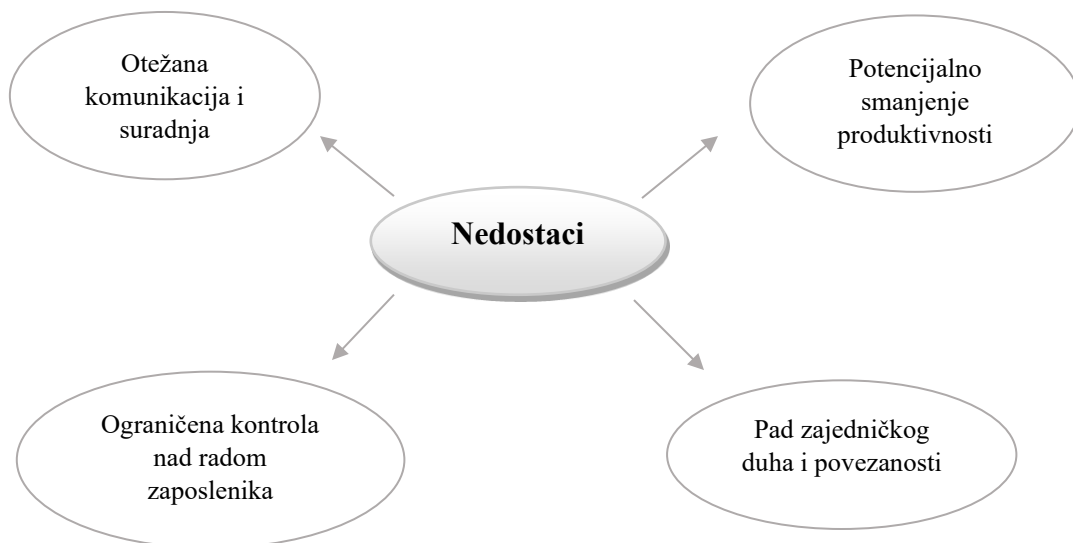 Otežana
komunikacija i
suradnja
Potencijalno
smanjenje
produktivnosti
Nedostaci
Ograničena kontrola
nad radom
zaposlenika
Pad zajedničkog
duha i povezanosti